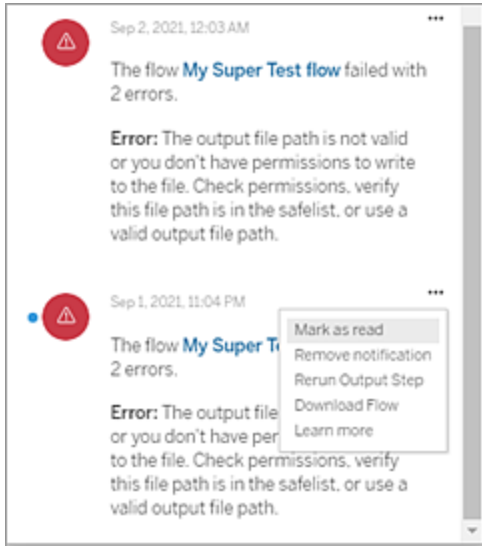 Sep 2, 2021, 12:03 AM
The flow My Super Test flow failed with
2 errors.
Error: The output file path is not valid
or you don't have permissions to write
to the file. Check permissions, verify
this file path is in the safelist, or use a
valid output file path.
Sep 1, 2021, 11:04 PM
The flow My Super
2 errors.
Error: The output file
or you don't have
to the file. Check permissions, verify
this file path is in the safelist, or use a
valid output file path.
Mark as read
Remove notification
Rerun Output Step
Download Flow
Learn more